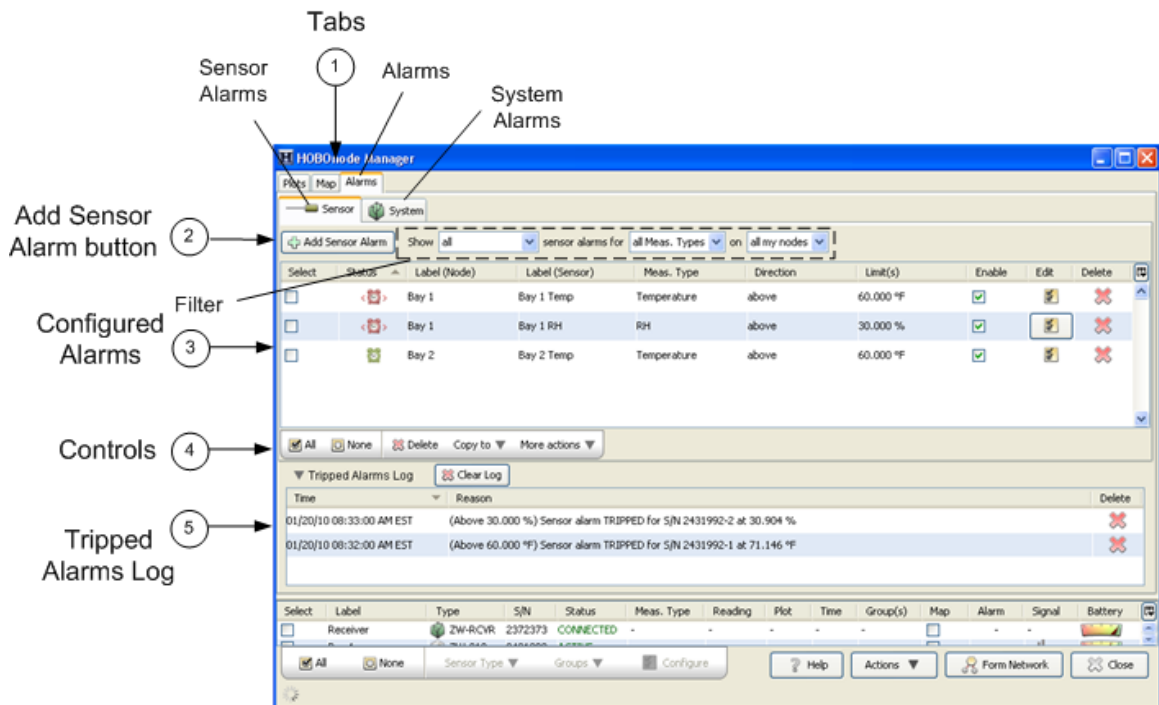 Tabs
1
Sensor Alarms
Alarms
System Alarms
HOBOnode Manager
Plots Map Alarms
Sensor System
Add Sensor Alarm button
2
Add Sensor Alarm Show all sensor alarms for all Meas. Types on all my nodes
Select Status Label (Node) Label (Sensor) Meas. Type Direction Limit(s) Enable Edit Delete
Filter
Bay 1 Bay 1 Temp Temperature above 60.000 °F
Configured Alarms
3
Bay 1 Bay 1 RH RH above 30.000 %
Bay 2 Bay 2 Temp Temperature above 60.000 °F
Controls
4
All None Delete Copy to More actions
Tripped Alarms Log Clear Log
Time Reason Delete
Tripped Alarms Log
5
01/20/10 08:33:00 AM EST (Above 30.000 %) Sensor alarm TRIPPED for S/N 2431992-2 at 30.904 %
01/20/10 08:32:00 AM EST (Above 60.000 °F) Sensor alarm TRIPPED for S/N 2431992-1 at 71.146 °F
Select Label Type S/N Status Meas. Type Reading Plot Time Group(s) Map Alarm Signal Battery
Receiver ZW-RCVR 2372373 CONNECTED - - - - - - -
All None Sensor Type Groups Configure Help Actions Form Network Close